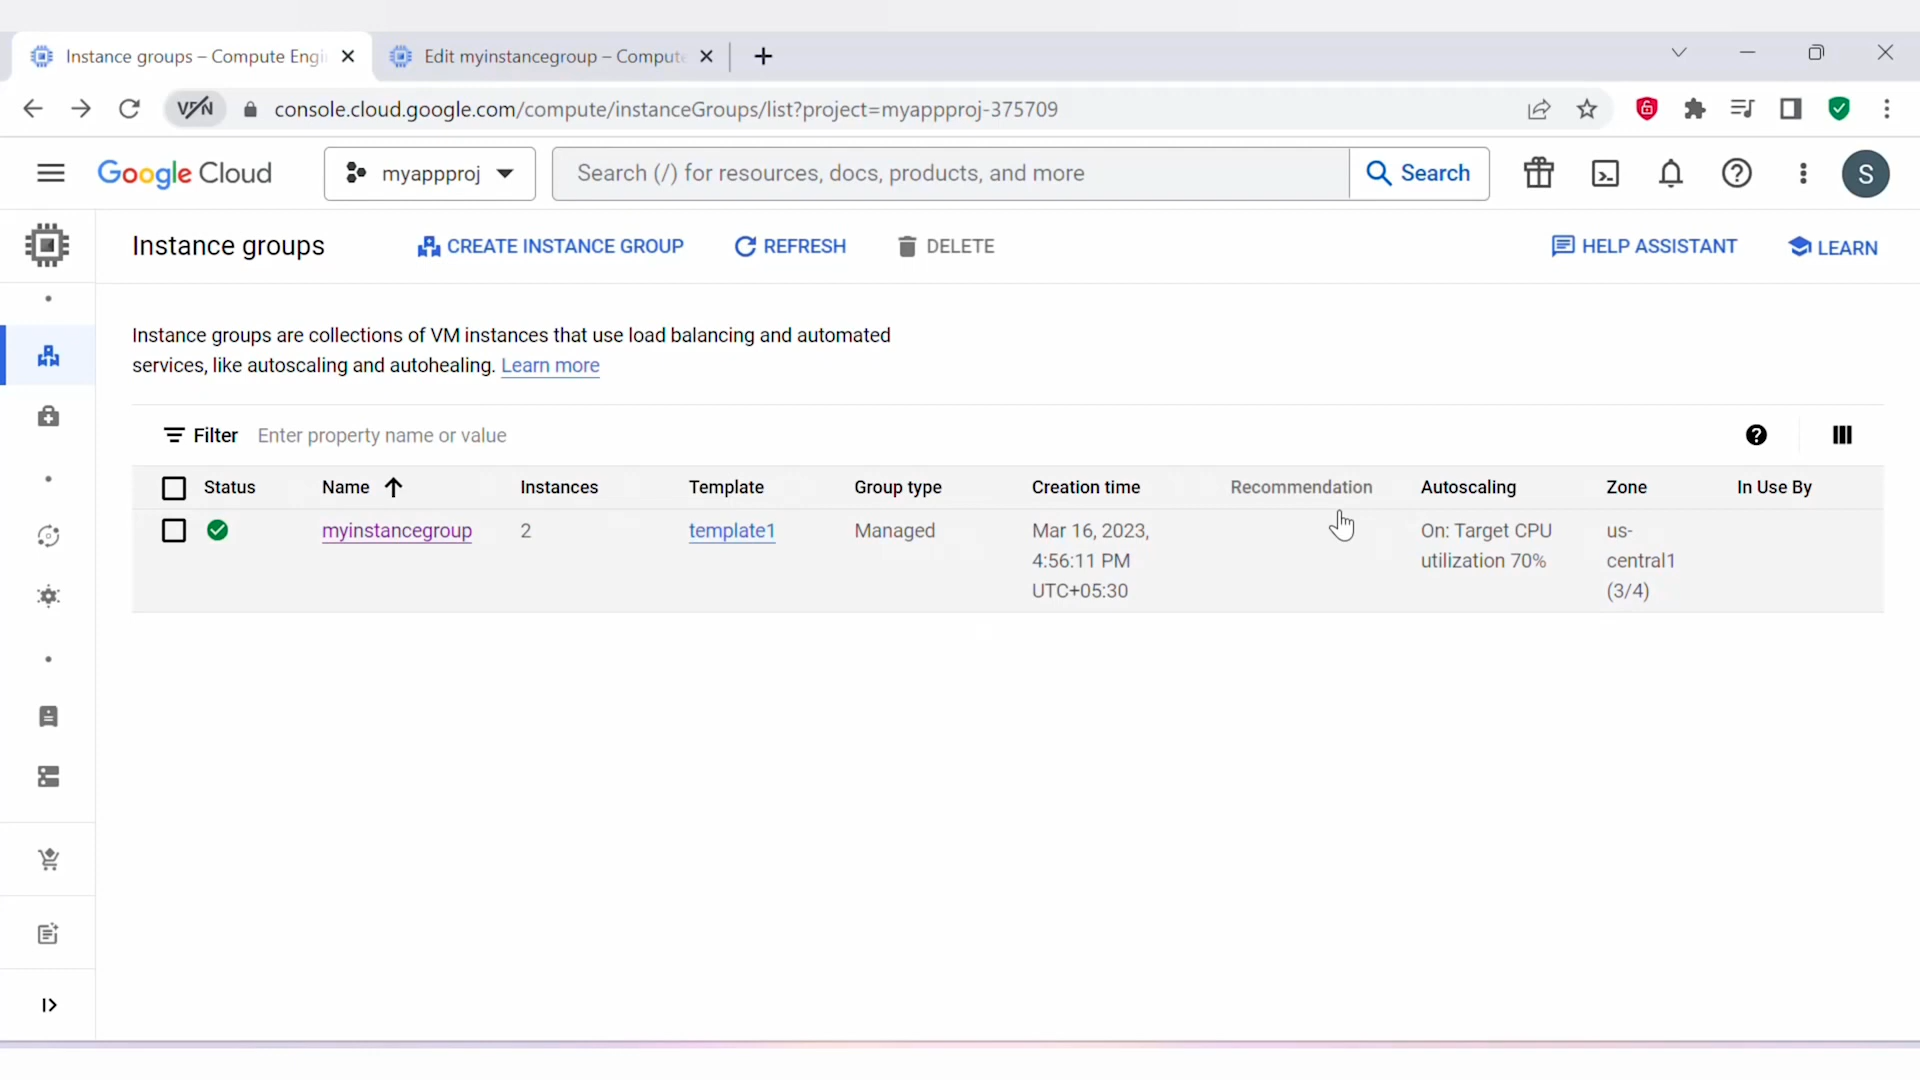 Instance groups – Compute Engi
Edit myinstancegroup – Compute
VPN
console.cloud.google.com/compute/instanceGroups/list?project=myappproj-375709
Google Cloud
myappproj
Search (/) for resources, docs, products, and more
Search
S
Instance groups
CREATE INSTANCE GROUP
REFRESH
DELETE
HELP ASSISTANT
LEARN
Instance groups are collections of VM instances that use load balancing and automated
services, like autoscaling and autohealing. Learn more
Filter Enter property name or value
Status Name Instances Template Group type Creation time Recommendation Autoscaling Zone In Use By
myinstancegroup 2 template1 Managed Mar 16, 2023, On: Target CPU us-
4:56:11 PM utilization 70% central1
UTC+05:30 (3/4)